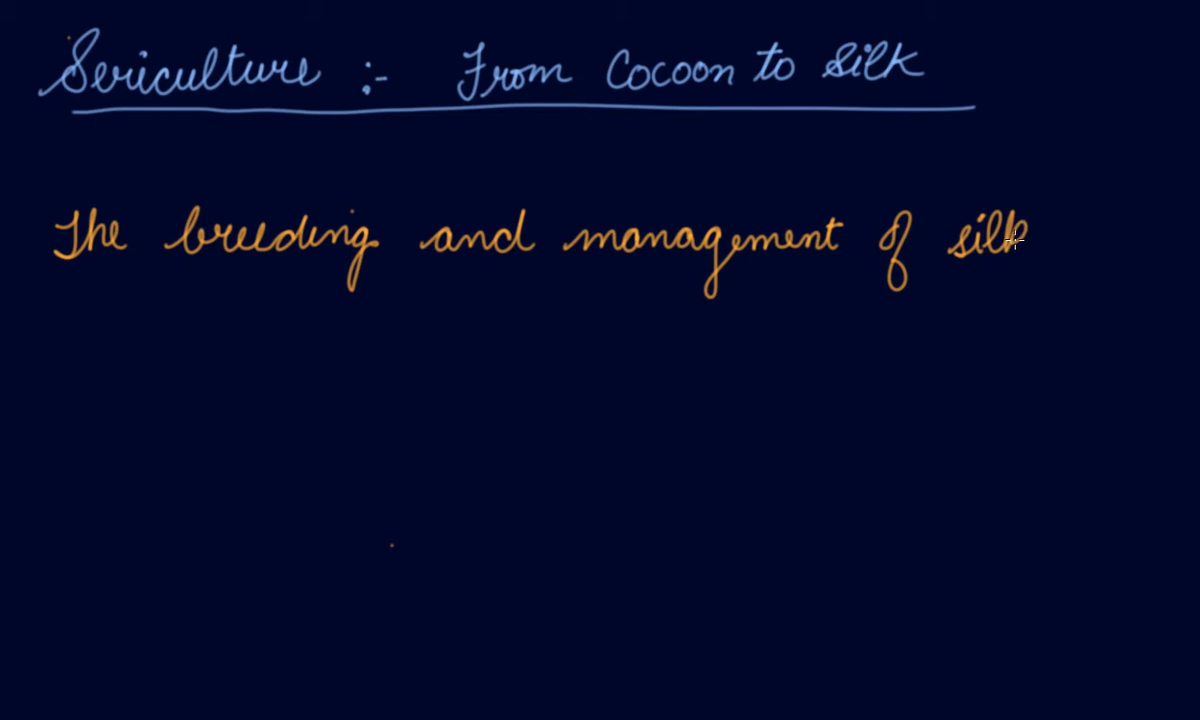 Sericulture :- From Cocoon to Silk
The breeding and management of silk